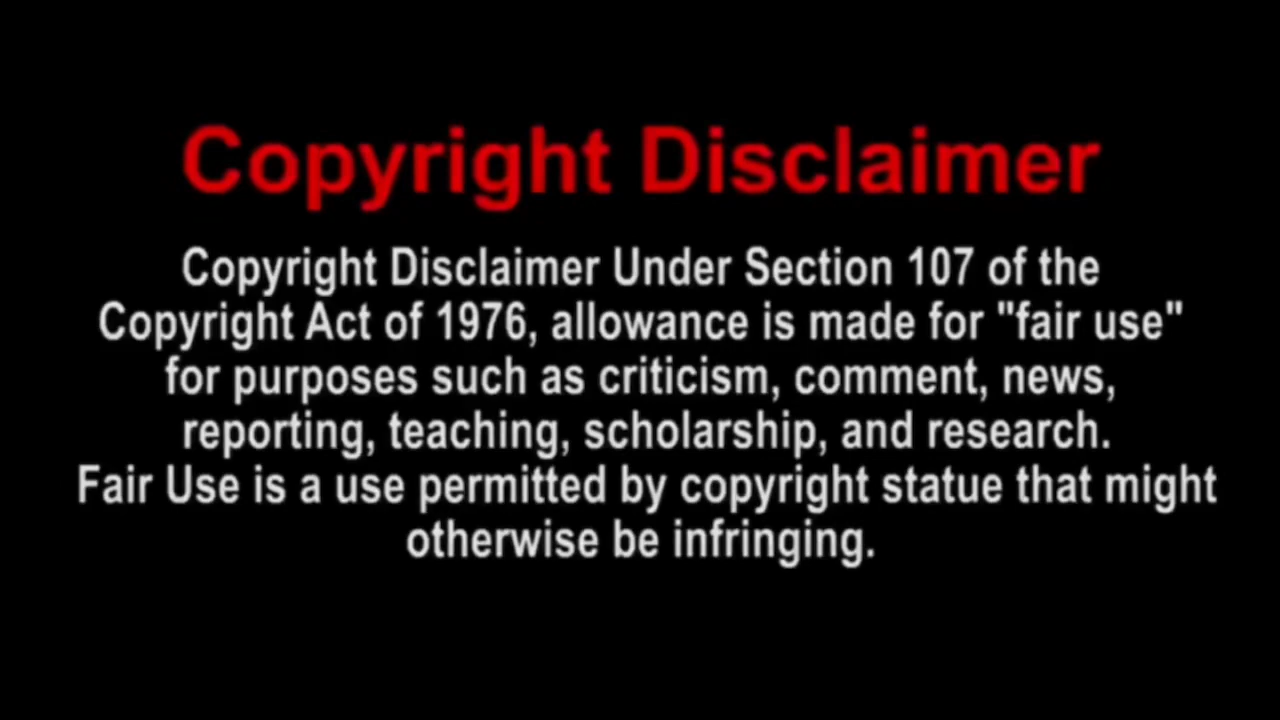 Copyright Disclaimer
Copyright Disclaimer Under Section 107 of the
Copyright Act of 1976, allowance is made for "fair use"
for purposes such as criticism, comment, news,
reporting, teaching, scholarship, and research.
Fair Use is a use permitted by copyright statue that might
otherwise be infringing.